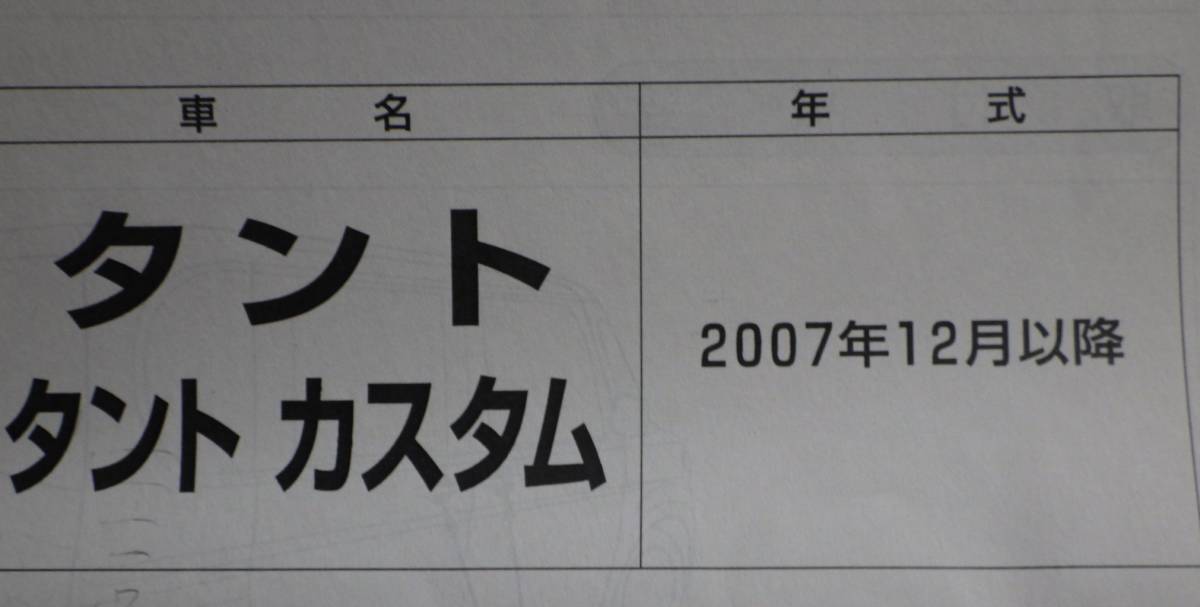 車名 年式
タント
タント カスタム
2007年12月以降